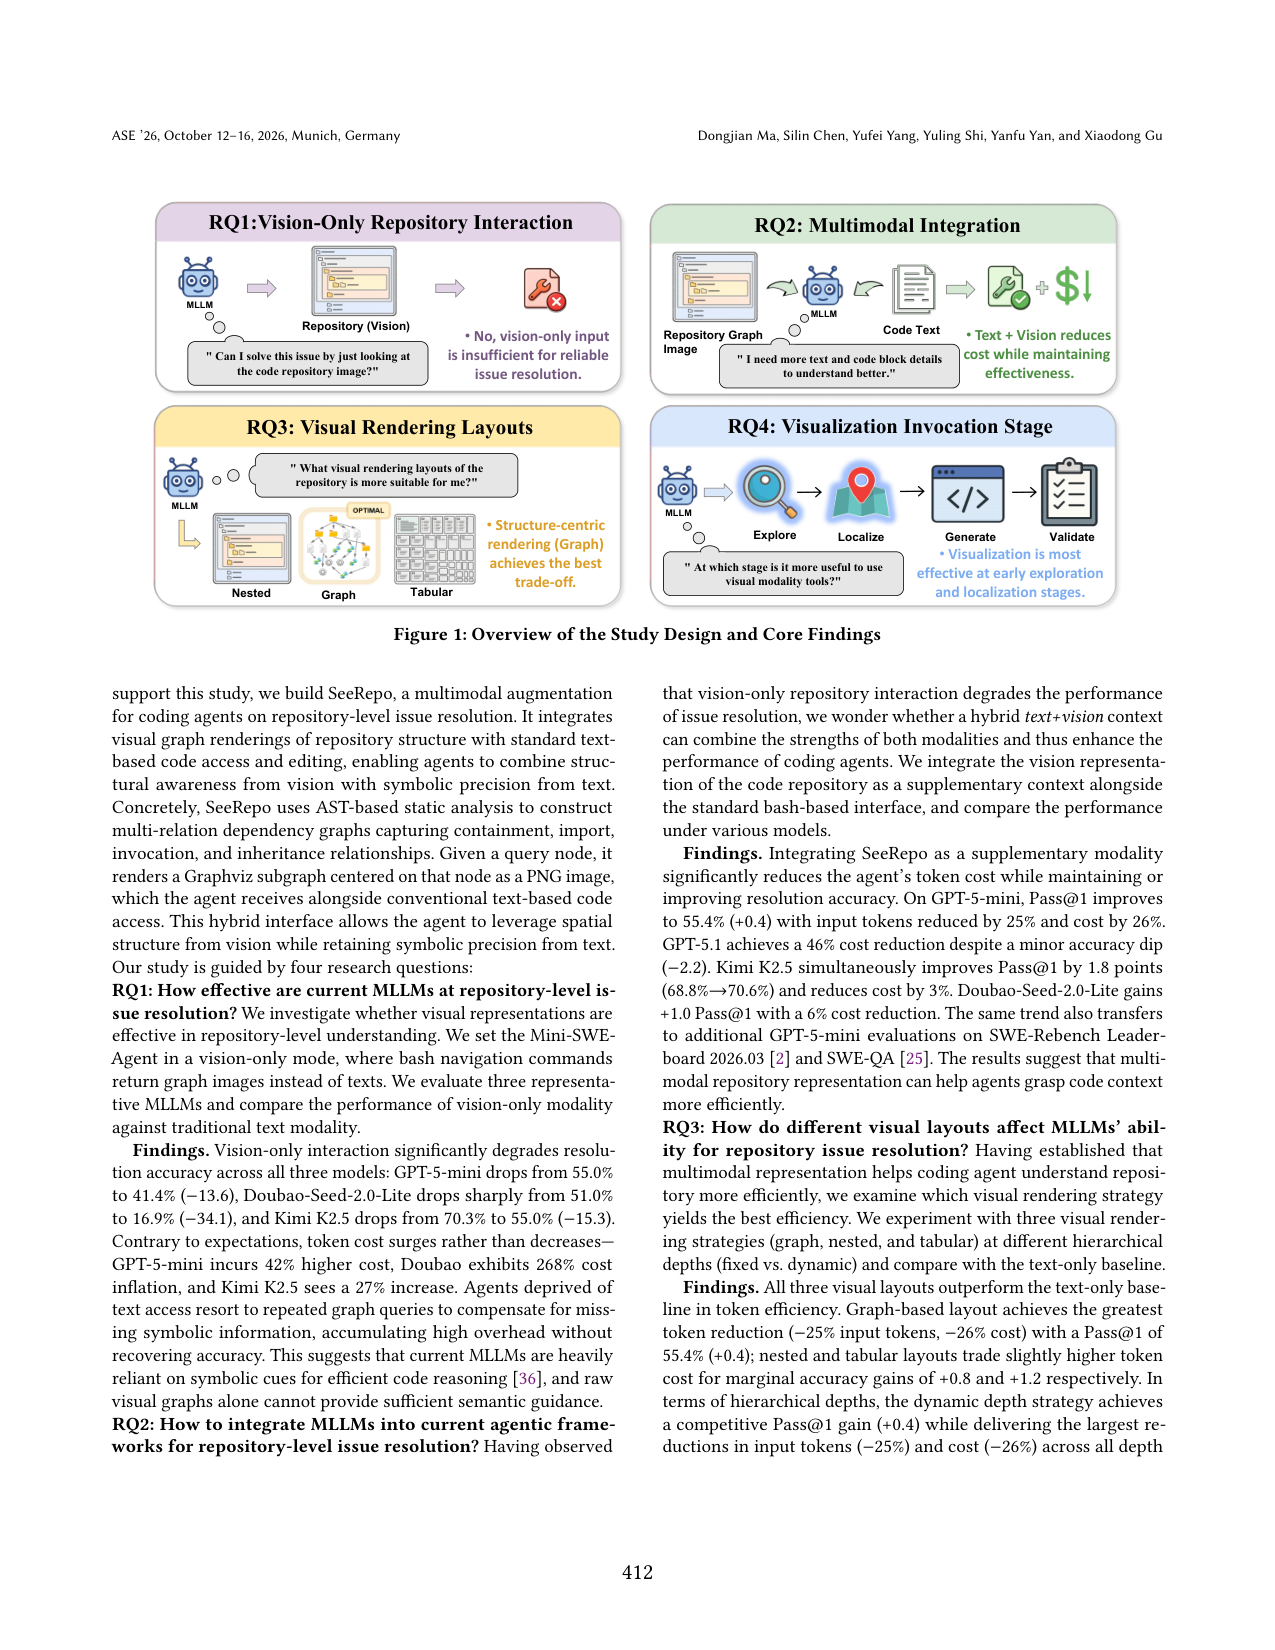 ASE ’26, October 12–16, 2026, Munich, Germany
Dongjian Ma, Silin Chen, Yufei Yang, Yuling Shi, Yanfu Yan, and Xiaodong Gu
RQ1:Vision-Only Repository Interaction
MLLM
Repository (Vision)
" Can I solve this issue by just looking at
the code repository image?"
• No, vision-only input
is insufficient for reliable
issue resolution.
RQ2: Multimodal Integration
Repository Graph
Image
MLLM
Code Text
" I need more text and code block details
to understand better."
• Text + Vision reduces
cost while maintaining
effectiveness.
RQ3: Visual Rendering Layouts
MLLM
" What visual rendering layouts of the
repository is more suitable for me?"
OPTIMAL
Nested
Graph
Tabular
• Structure-centric
rendering (Graph)
achieves the best
trade-off.
RQ4: Visualization Invocation Stage
MLLM
Explore
Localize
Generate
Validate
" At which stage is it more useful to use
visual modality tools?"
• Visualization is most
effective at early exploration
and localization stages.
Figure 1: Overview of the Study Design and Core Findings
support this study, we build SeeRepo, a multimodal augmentation
for coding agents on repository-level issue resolution. It integrates
visual graph renderings of repository structure with standard text-
based code access and editing, enabling agents to combine struc-
tural awareness from vision with symbolic precision from text.
Concretely, SeeRepo uses AST-based static analysis to construct
multi-relation dependency graphs capturing containment, import,
invocation, and inheritance relationships. Given a query node, it
renders a Graphviz subgraph centered on that node as a PNG image,
which the agent receives alongside conventional text-based code
access. This hybrid interface allows the agent to leverage spatial
structure from vision while retaining symbolic precision from text.
Our study is guided by four research questions:
RQ1: How effective are current MLLMs at repository-level is-
sue resolution? We investigate whether visual representations are
effective in repository-level understanding. We set the Mini-SWE-
Agent in a vision-only mode, where bash navigation commands
return graph images instead of texts. We evaluate three representa-
tive MLLMs and compare the performance of vision-only modality
against traditional text modality.
Findings. Vision-only interaction significantly degrades resolu-
tion accuracy across all three models: GPT-5-mini drops from 55.0%
to 41.4% (−13.6), Doubao-Seed-2.0-Lite drops sharply from 51.0%
to 16.9% (−34.1), and Kimi K2.5 drops from 70.3% to 55.0% (−15.3).
Contrary to expectations, token cost surges rather than decreases—
GPT-5-mini incurs 42% higher cost, Doubao exhibits 268% cost
inflation, and Kimi K2.5 sees a 27% increase. Agents deprived of
text access resort to repeated graph queries to compensate for miss-
ing symbolic information, accumulating high overhead without
recovering accuracy. This suggests that current MLLMs are heavily
reliant on symbolic cues for efficient code reasoning [36], and raw
visual graphs alone cannot provide sufficient semantic guidance.
RQ2: How to integrate MLLMs into current agentic frame-
works for repository-level issue resolution? Having observed
that vision-only repository interaction degrades the performance
of issue resolution, we wonder whether a hybrid text+vision context
can combine the strengths of both modalities and thus enhance the
performance of coding agents. We integrate the vision representa-
tion of the code repository as a supplementary context alongside
the standard bash-based interface, and compare the performance
under various models.
Findings. Integrating SeeRepo as a supplementary modality
significantly reduces the agent’s token cost while maintaining or
improving resolution accuracy. On GPT-5-mini, Pass@1 improves
to 55.4% (+0.4) with input tokens reduced by 25% and cost by 26%.
GPT-5.1 achieves a 46% cost reduction despite a minor accuracy dip
(−2.2). Kimi K2.5 simultaneously improves Pass@1 by 1.8 points
(68.8%→70.6%) and reduces cost by 3%. Doubao-Seed-2.0-Lite gains
+1.0 Pass@1 with a 6% cost reduction. The same trend also transfers
to additional GPT-5-mini evaluations on SWE-Rebench Leader-
board 2026.03 [2] and SWE-QA [25]. The results suggest that multi-
modal repository representation can help agents grasp code context
more efficiently.
RQ3: How do different visual layouts affect MLLMs’ abil-
ity for repository issue resolution? Having established that
multimodal representation helps coding agent understand reposi-
tory more efficiently, we examine which visual rendering strategy
yields the best efficiency. We experiment with three visual render-
ing strategies (graph, nested, and tabular) at different hierarchical
depths (fixed vs. dynamic) and compare with the text-only baseline.
Findings. All three visual layouts outperform the text-only base-
line in token efficiency. Graph-based layout achieves the greatest
token reduction (−25% input tokens, −26% cost) with a Pass@1 of
55.4% (+0.4); nested and tabular layouts trade slightly higher token
cost for marginal accuracy gains of +0.8 and +1.2 respectively. In
terms of hierarchical depths, the dynamic depth strategy achieves
a competitive Pass@1 gain (+0.4) while delivering the largest re-
ductions in input tokens (−25%) and cost (−26%) across all depth
412